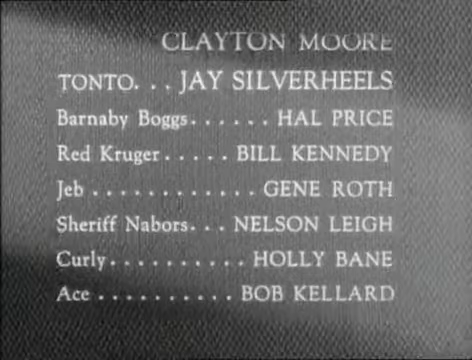 CLAYTON MOORE
TONTO. . . JAY SILVERHEELS
Barnaby Boggs. . . . . . HAL PRICE
Red Kruger . . . . . BILL KENNEDY
Jeb . . . . . . . . . . . . GENE ROTH
Sheriff Nabors. . . NELSON LEIGH
Curly. . . . . . . . . . HOLLY BANE
Ace . . . . . . . . . . BOB KELLARD